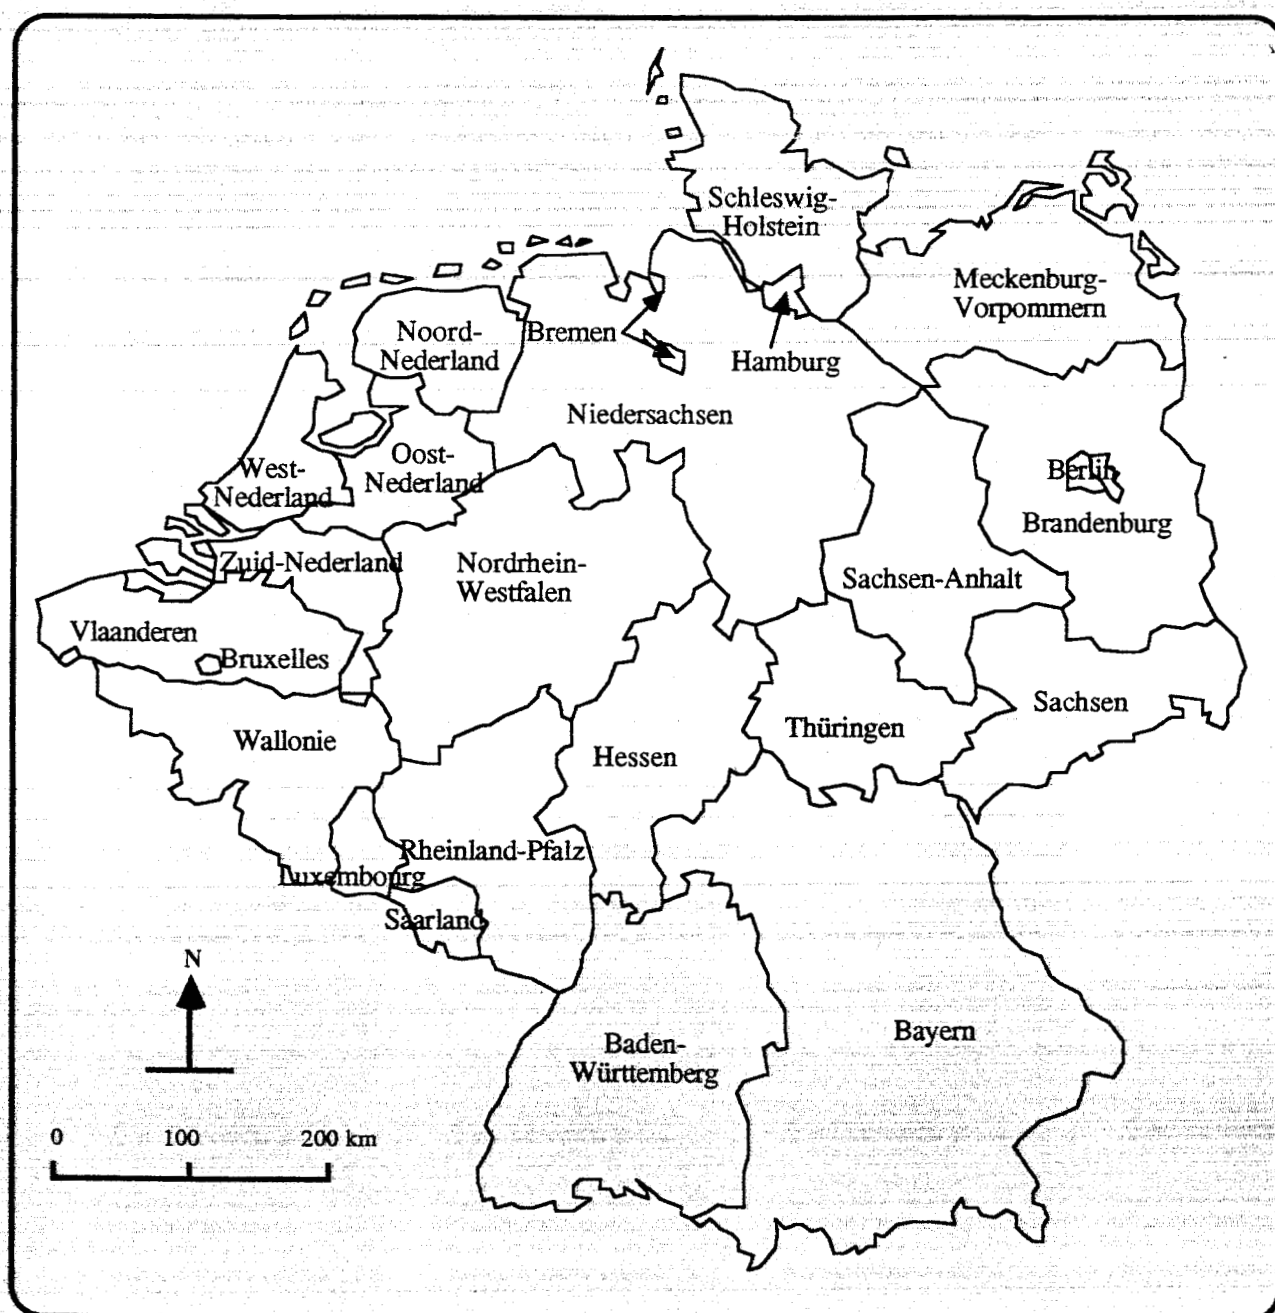 Schleswig-
Holstein
Meckenburg-
Vorpommern
Noord-
Nederland
Bremen
Hamburg
Niedersachsen
West-
Nederland
Oost-
Nederland
Berlin
Brandenburg
Zuid-Nederland
Nordrhein-
Westfalen
Sachsen-Anhalt
Vlaanderen
Bruxelles
Wallonie
Hessen
Thüringen
Sachsen
Rheinland-Pfalz
Luxembourg
Saarland
N
Baden-
Württemberg
Bayern
0 100 200 km